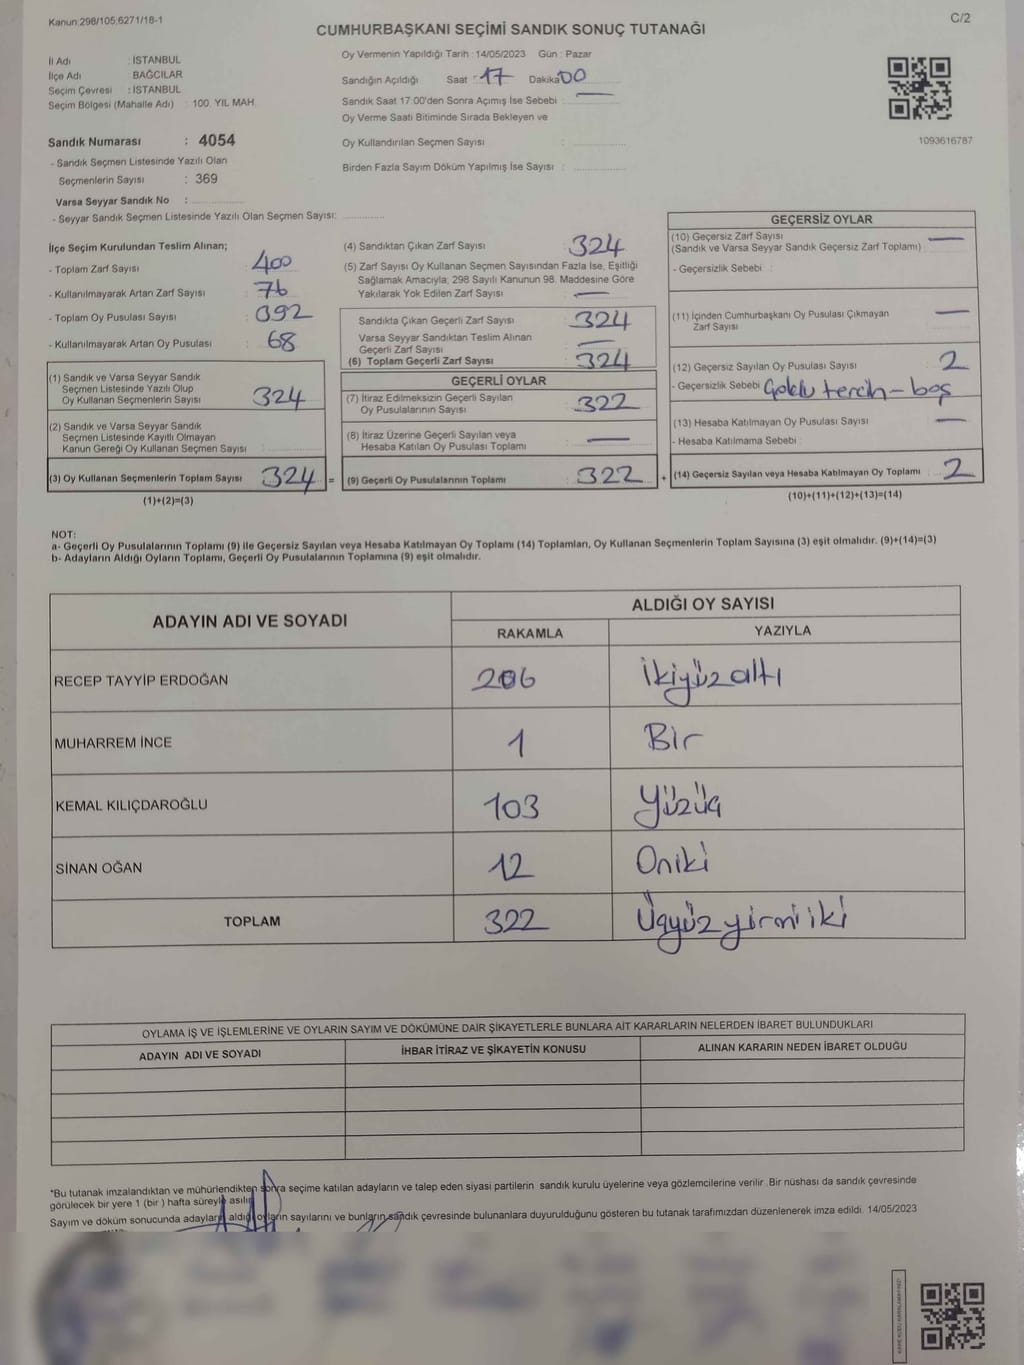 Kanun:298/105;6271/18-1
C/2
CUMHURBAŞKANI SEÇİMİ SANDIK SONUÇ TUTANAĞI
İl Adı : İSTANBUL
İlçe Adı BAĞCILAR
Seçim Çevresi : İSTANBUL
Seçim Bölgesi (Mahalle Adı) : 100. YIL MAH.
Sandık Numarası : 4054
- Sandık Seçmen Listesinde Yazılı Olan
Seçmenlerin Sayısı : 369
Varsa Seyyar Sandık No :
- Seyyar Sandık Seçmen Listesinde Yazılı Olan Seçmen Sayısı:
Oy Vermenin Yapıldığı Tarih : 14/05/2023 Gün : Pazar
Sandığın Açıldığı Saat : 17 Dakika 00
Sandık Saat 17:00'den Sonra Açımış İse Sebebi : —
Oy Verme Saati Bitiminde Sırada Bekleyen ve
Oy Kullandırılan Seçmen Sayısı :
Birden Fazla Sayım Döküm Yapılmış İse Sayısı :
1093616787
İlçe Seçim Kurulundan Teslim Alınan;
- Toplam Zarf Sayısı : 400
- Kullanılmayarak Artan Zarf Sayısı : 76
- Toplam Oy Pusulası Sayısı : 392
- Kullanılmayarak Artan Oy Pusulası : 68
(1) Sandık ve Varsa Seyyar Sandık
Seçmen Listesinde Yazılı Olup
Oy Kullanan Seçmenlerin Sayısı : 324
(2) Sandık ve Varsa Seyyar Sandık
Seçmen Listesinde Kayıtlı Olmayan
Kanun Gereği Oy Kullanan Seçmen Sayısı :
(3) Oy Kullanan Seçmenlerin Toplam Sayısı : 324 =
(1)+(2)=(3)
(4) Sandıktan Çıkan Zarf Sayısı : 324
(5) Zarf Sayısı Oy Kullanan Seçmen Sayısından Fazla İse, Eşitliği
Sağlamak Amacıyla; 298 Sayılı Kanunun 98. Maddesine Göre
Yakılarak Yok Edilen Zarf Sayısı : —
Sandıkta Çıkan Geçerli Zarf Sayısı : 324
Varsa Seyyar Sandıktan Teslim Alınan
Geçerli Zarf Sayısı : —
(6) Toplam Geçerli Zarf Sayısı : 324
GEÇERLİ OYLAR
(7) İtiraz Edilmeksizin Geçerli Sayılan
Oy Pusulalarının Sayısı : 322
(8) İtiraz Üzerine Geçerli Sayılan veya
Hesaba Katılan Oy Pusulası Toplamı : —
(9) Geçerli Oy Pusulalarının Toplamı : 322 +
GEÇERSİZ OYLAR
(10) Geçersiz Zarf Sayısı : —
(Sandık ve Varsa Seyyar Sandık Geçersiz Zarf Toplamı) :
- Geçersizlik Sebebi :
(11) İçinden Cumhurbaşkanı Oy Pusulası Çıkmayan
Zarf Sayısı : —
(12) Geçersiz Sayılan Oy Pusulası Sayısı : 2
- Geçersizlik Sebebi Çoklu tercih - boş
(13) Hesaba Katılmayan Oy Sayısı : —
- Hesaba Katılmama Sebebi :
(14) Geçersiz Sayılan veya Hesaba Katılmayan Oy Toplamı : 2
(10)+(11)+(12)+(13)=(14)
NOT:
a- Geçerli Oy Pusulalarının Toplamı (9) ile Geçersiz Sayılan veya Hesaba Katılmayan Oy Toplamı (14) Toplamları, Oy Kullanan Seçmenlerin Toplam Sayısına (3) eşit olmalıdır. (9)+(14)=(3)
b- Adayların Aldığı Oyların Toplamı, Geçerli Oy Pusulalarının Toplamına (9) eşit olmalıdır.
ADAYIN ADI VE SOYADI
ALDIĞI OY SAYISI
RAKAMLA YAZIYLA
RECEP TAYYİP ERDOĞAN 206 İkiyüzaltı
MUHARREM İNCE 1 Bir
KEMAL KILIÇDAROĞLU 103 Yüzüç
SİNAN OĞAN 12 Oniki
TOPLAM 322 Üçyüzyirmiiki
OYLAMA İŞ VE İŞLEMLERİNE VE OYLARIN SAYIM VE DÖKÜMÜNE DAİR ŞİKAYETLERLE BUNLARA AİT KARARLARIN NELERDEN İBARET BULUNDUKLARI
ADAYIN ADI VE SOYADI İHBAR İTİRAZ VE ŞİKAYETİN KONUSU ALINAN KARARIN NEDEN İBARET OLDUĞU
*Bu tutanak imzalandıktan ve mühürlendikten sonra seçime katılan adayların ve talep eden siyasi partilerin sandık kurulu üyelerine veya gözlemcilerine verilir. Bir nüshası da sandık çevresinde
görülecek bir yere 1 (bir) hafta süreyle asılır.
Sayım ve döküm sonucunda adayların aldığı oyların sayılarını ve bunların sandık çevresinde bulunanlara duyurulduğunu gösteren bu tutanak tarafımızdan düzenlenerek imza edildi. 14/05/2023